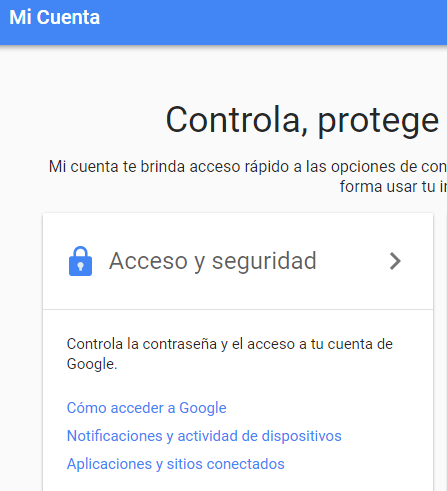 Mi Cuenta
Controla, protege
Mi cuenta te brinda acceso rápido a las opciones de con
forma usar tu i
Acceso y seguridad
Controla la contraseña y el acceso a tu cuenta de
Google.
Cómo acceder a Google
Notificaciones y actividad de dispositivos
Aplicaciones y sitios conectados